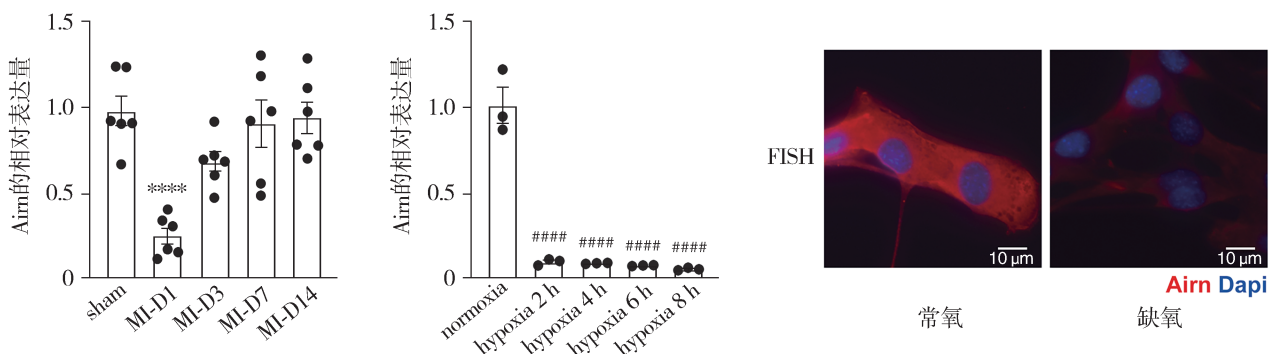 Airn的相对表达量
1.5
1.0
0.5
0
****
sham
MI-D1
MI-D3
MI-D7
MI-D14
Airn的相对表达量
1.5
1.0
0.5
0
####
####
####
####
normoxia
hypoxia 2 h
hypoxia 4 h
hypoxia 6 h
hypoxia 8 h
FISH
10 μm
10 μm
Airn Dapi
常氧
缺氧